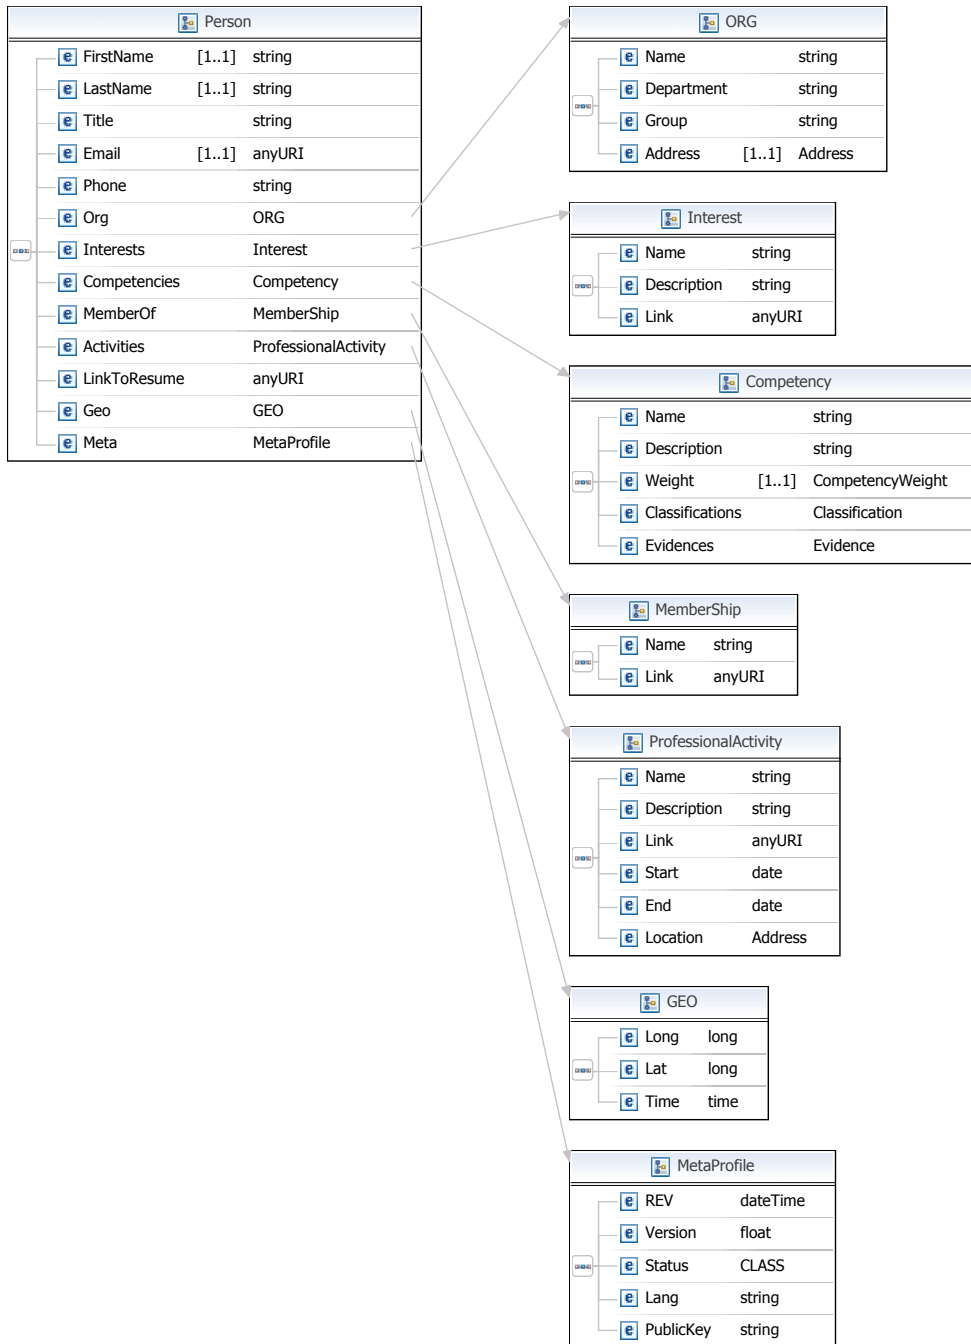 Person
FirstName [1..1] string
LastName [1..1] string
Title string
Email [1..1] anyURI
Phone string
Org ORG
Interests Interest
Competencies Competency
MemberOf MemberShip
Activities ProfessionalActivity
LinkToResume anyURI
Geo GEO
Meta MetaProfile
ORG
Name string
Department string
Group string
Address [1..1] Address
Interest
Name string
Description string
Link anyURI
Competency
Name string
Description string
Weight [1..1] CompetencyWeight
Classifications Classification
Evidences Evidence
MemberShip
Name string
Link anyURI
ProfessionalActivity
Name string
Description string
Link anyURI
Start date
End date
Location Address
GEO
Long long
Lat long
Time time
MetaProfile
REV dateTime
Version float
Status CLASS
Lang string
PublicKey string